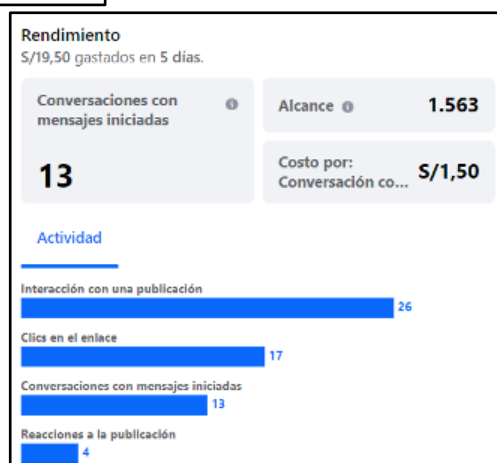 Rendimiento
S/19,50 gastados en 5 días.
Conversaciones con
mensajes iniciadas
13
Alcance
1.563
Costo por:
Conversación co...
S/1,50
Actividad
Interacción con una publicación
26
Clics en el enlace
17
Conversaciones con mensajes iniciadas
13
Reacciones a la publicación
4